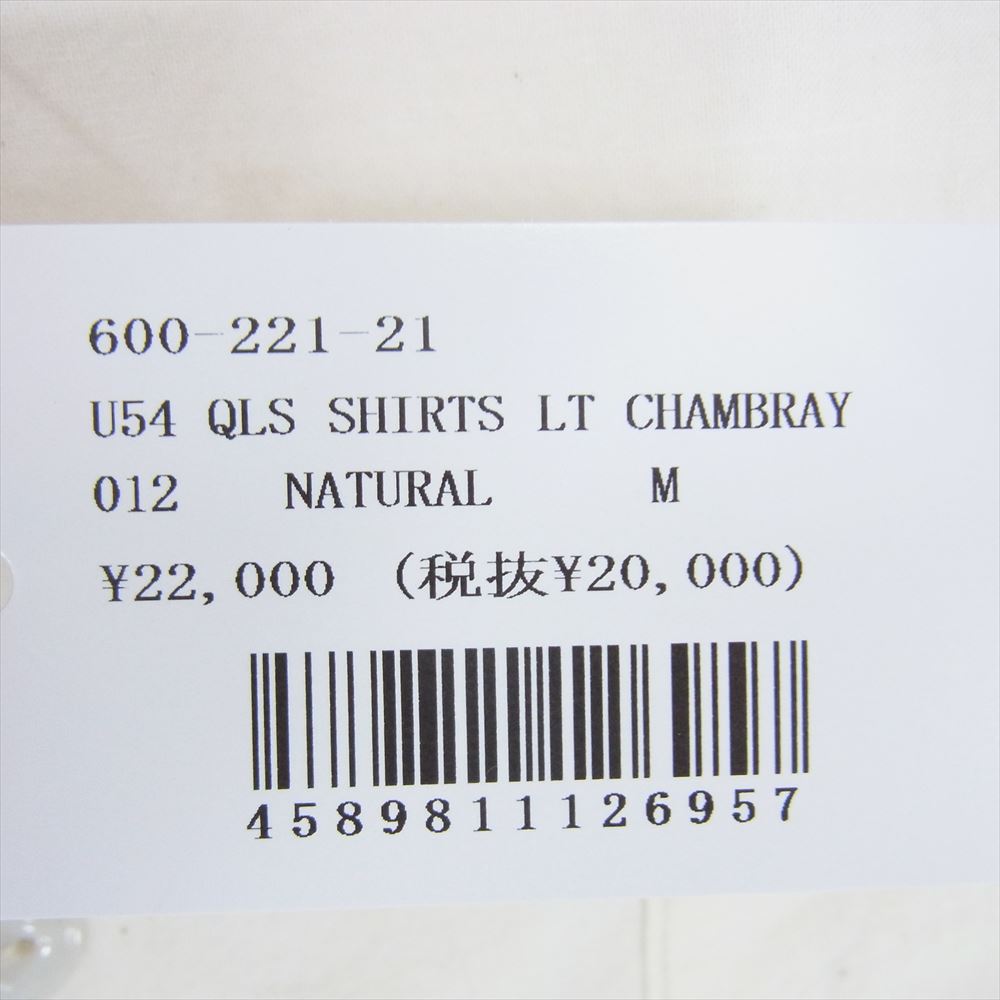 600-221-21
U54 QLS SHIRTS LT CHAMBRAY
012 NATURAL M
¥22,000 (税抜¥20,000)
4589811126957